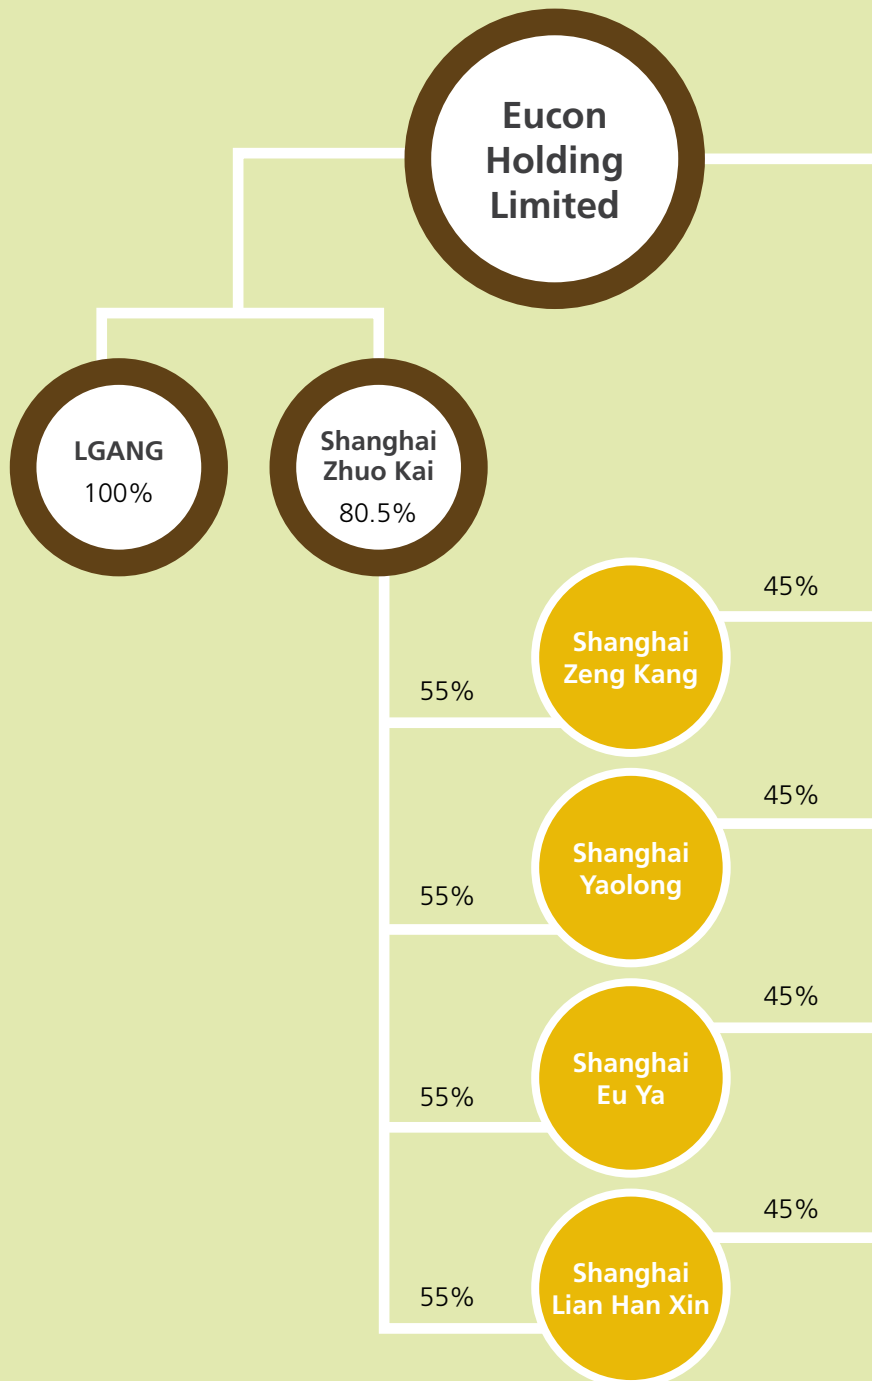 Eucon
Holding
Limited
LGANG
100%
Shanghai
Zhuo Kai
80.5%
45%
Shanghai
Zeng Kang
55%
45%
Shanghai
Yaolong
55%
45%
Shanghai
Eu Ya
55%
45%
Shanghai
Lian Han Xin
55%